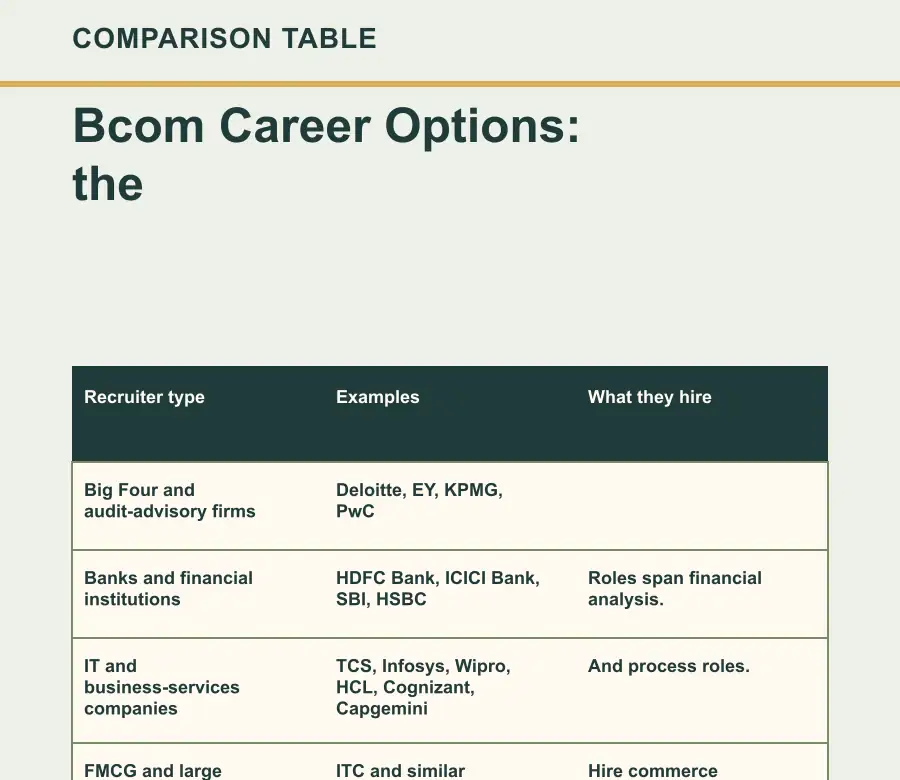 COMPARISON TABLE
Bcom Career Options:
the
Recruiter type
Examples
What they hire
Big Four and
audit-advisory firms
Deloitte, EY, KPMG,
PwC
Banks and financial
institutions
HDFC Bank, ICICI Bank,
SBI, HSBC
Roles span financial
analysis.
IT and
business-services
companies
TCS, Infosys, Wipro,
HCL, Cognizant,
Capgemini
And process roles.
FMCG and large
ITC and similar
Hire commerce